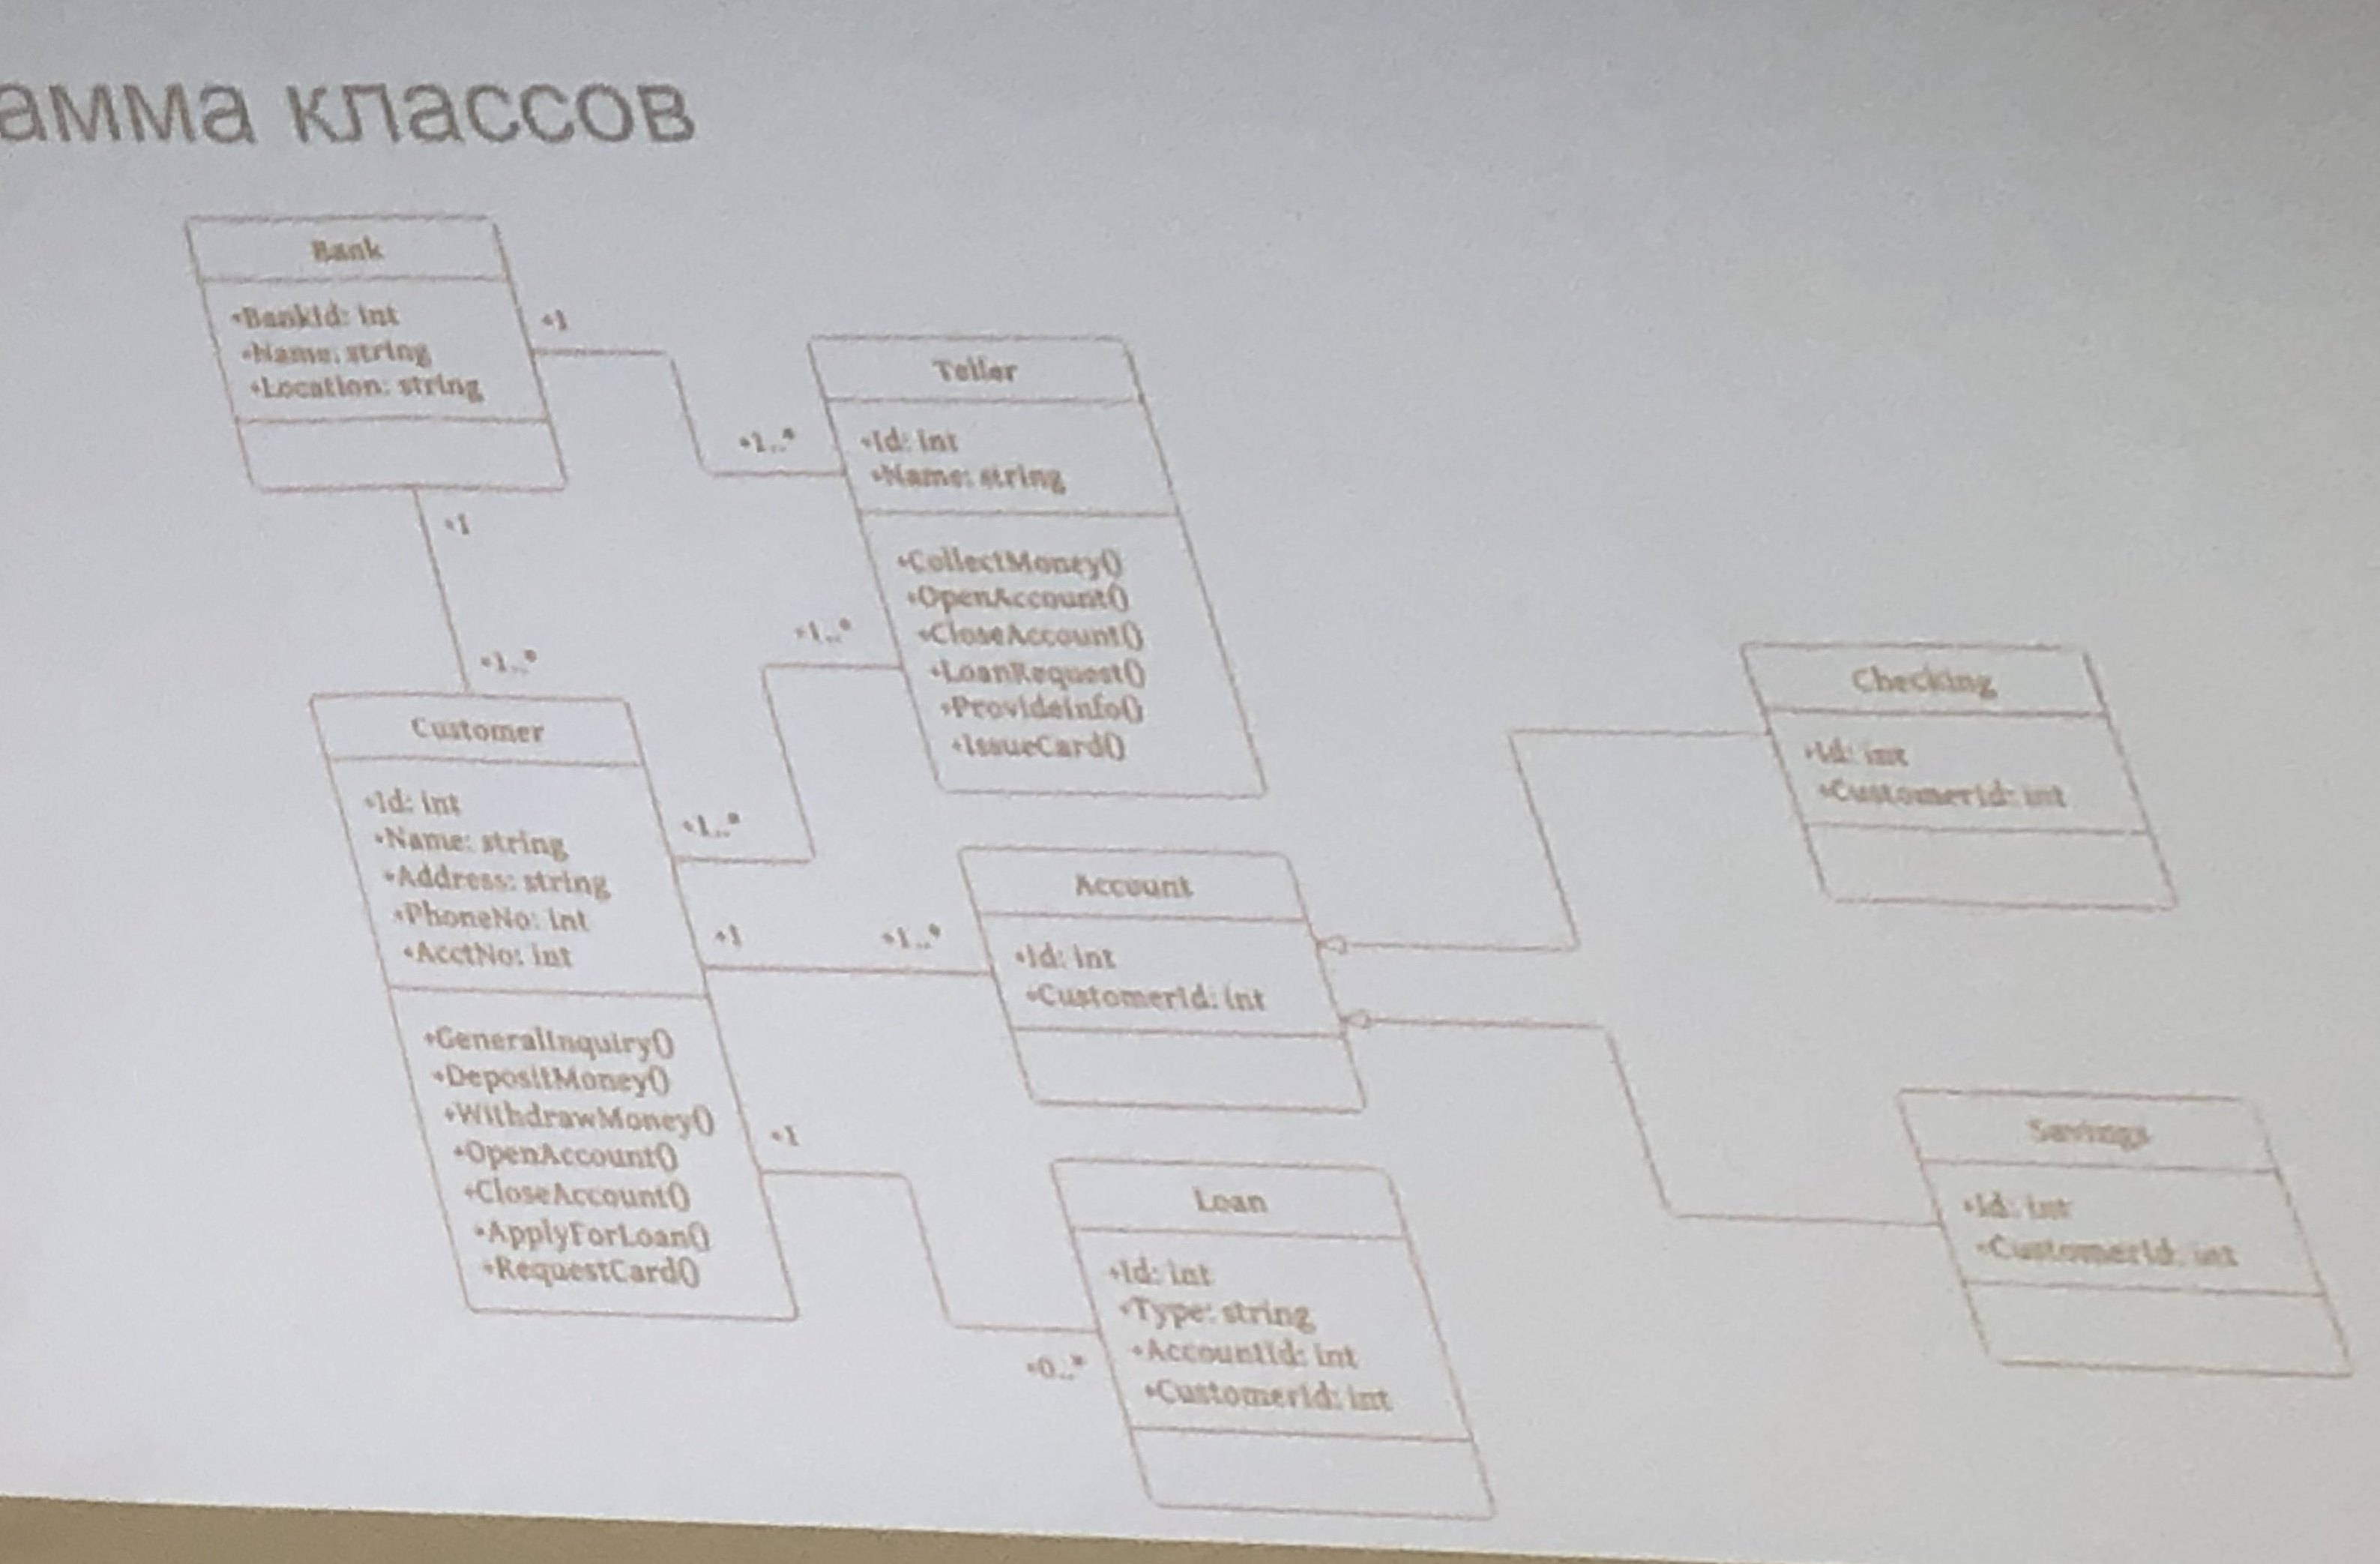 амма классов
Bank
+BankId: int
+Name: string
+Location: string
+1
+1..*
+1
+1..*
Teller
+Id: int
+Name: string
+CollectMoney()
+OpenAccount()
+CloseAccount()
+LoanRequest()
+ProvideInfo()
+IssueCard()
+1..*
+1..*
Customer
+Id: int
+Name: string
+Address: string
+PhoneNo: int
+AcctNo: int
+GeneralInquiry()
+DepositMoney()
+WithdrawMoney()
+OpenAccount()
+CloseAccount()
+ApplyForLoan()
+RequestCard()
+1
+1..*
Account
+Id: int
+CustomerId: int
Checking
+Id: int
+CustomerId: int
+1
+0..*
Loan
+Id: int
+Type: string
+AccountId: int
+CustomerId: int
Savings
+Id: int
+CustomerId: int